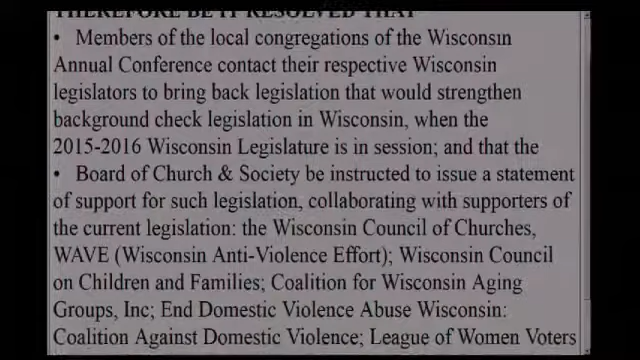 THEREFORE BE IT RESOLVED THAT
• Members of the local congregations of the Wisconsin
Annual Conference contact their respective Wisconsin
legislators to bring back legislation that would strengthen
background check legislation in Wisconsin, when the
2015-2016 Wisconsin Legislature is in session; and that the
• Board of Church & Society be instructed to issue a statement
of support for such legislation, collaborating with supporters of
the current legislation: the Wisconsin Council of Churches,
WAVE (Wisconsin Anti-Violence Effort); Wisconsin Council
on Children and Families; Coalition for Wisconsin Aging
Groups, Inc; End Domestic Violence Abuse Wisconsin:
Coalition Against Domestic Violence; League of Women Voters